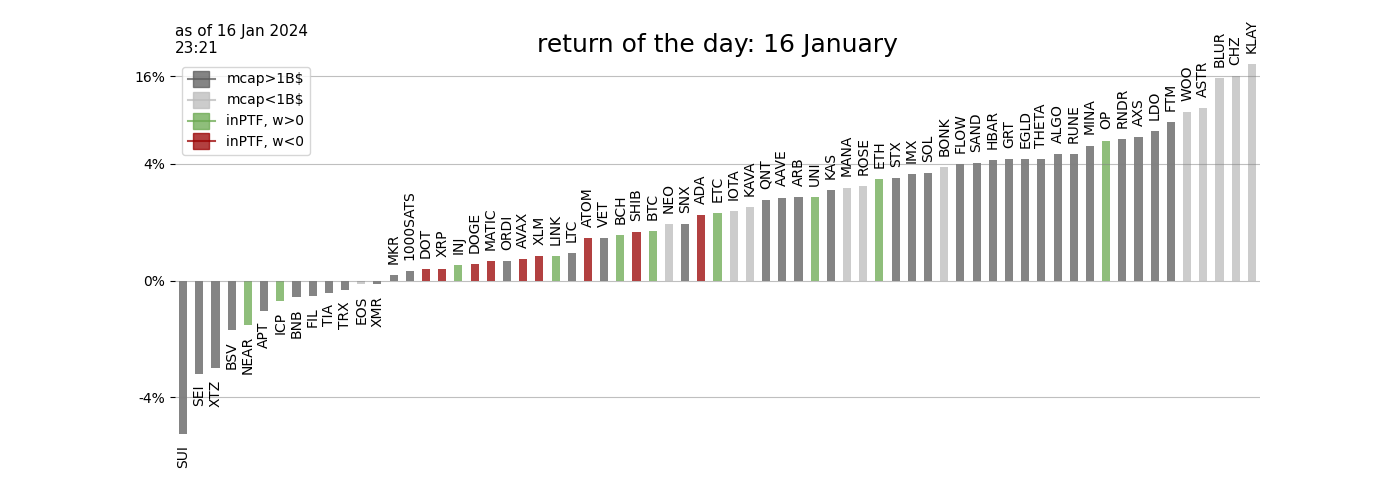 as of 16 Jan 2024
23:21
return of the day: 16 January
mcap>1B$
mcap<1B$
inPTF, w>0
inPTF, w<0
16%
4%
0%
-4%
SUI
SEI
XTZ
BSV
NEAR
APT
ICP
BNB
FIL
TIA
TRX
EOS
XMR
MKR
1000SATS
DOT
XRP
INJ
DOGE
MATIC
ORDI
AVAX
XLM
LINK
LTC
ATOM
VET
BCH
SHIB
BTC
NEO
SNX
ADA
ETC
IOTA
KAVA
QNT
AAVE
ARB
UNI
KAS
MANA
ROSE
ETH
STX
IMX
SOL
BONK
FLOW
SAND
HBAR
GRT
EGLD
THETA
ALGO
RUNE
MINA
OP
RNDR
AXS
LDO
FTM
WOO
ASTR
BLUR
CHZ
KLAY